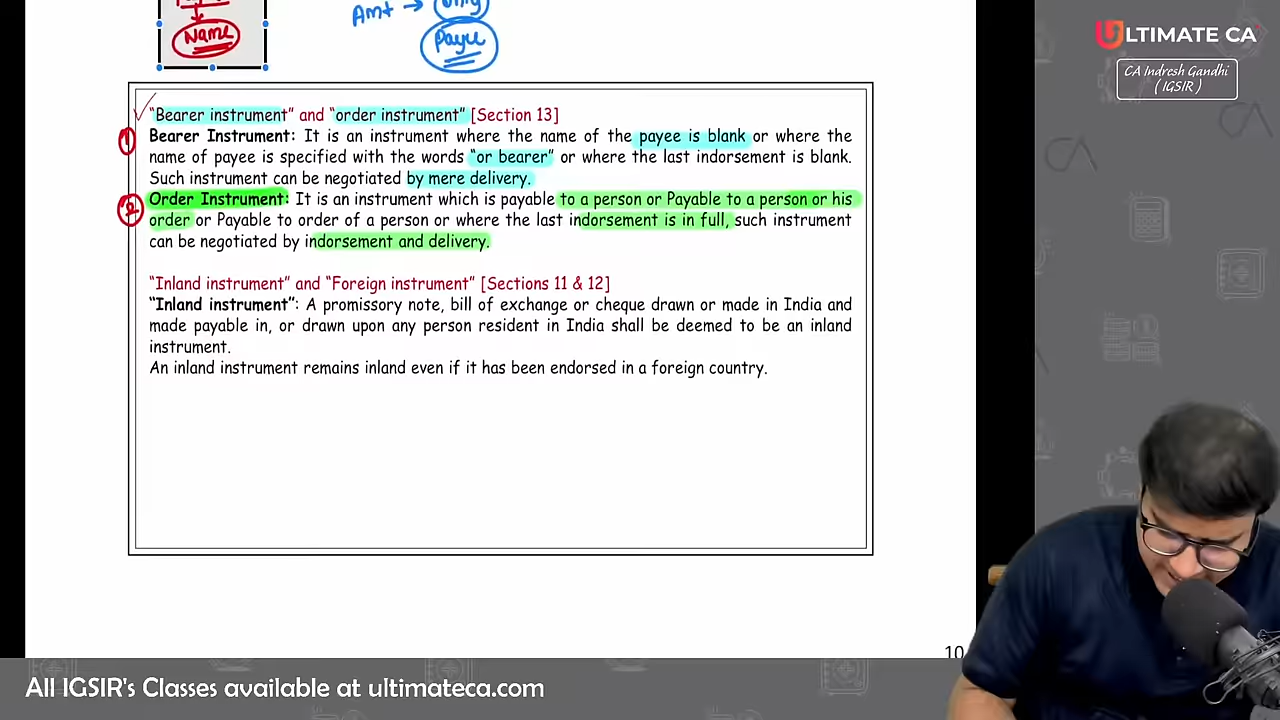 Name
Amt → only
Payee
ULTIMATE CA
CA Indresh Gandhi
( IGSIR )
“Bearer instrument” and “order instrument” [Section 13]
1
Bearer Instrument: It is an instrument where the name of the payee is blank or where the
name of payee is specified with the words “or bearer” or where the last indorsement is blank.
Such instrument can be negotiated by mere delivery.
2
Order Instrument: It is an instrument which is payable to a person or Payable to a person or his
order or Payable to order of a person or where the last indorsement is in full, such instrument
can be negotiated by indorsement and delivery.
“Inland instrument” and “Foreign instrument” [Sections 11 & 12]
“Inland instrument”: A promissory note, bill of exchange or cheque drawn or made in India and
made payable in, or drawn upon any person resident in India shall be deemed to be an inland
instrument.
An inland instrument remains inland even if it has been endorsed in a foreign country.
10
All IGSIR's Classes available at ultimateca.com